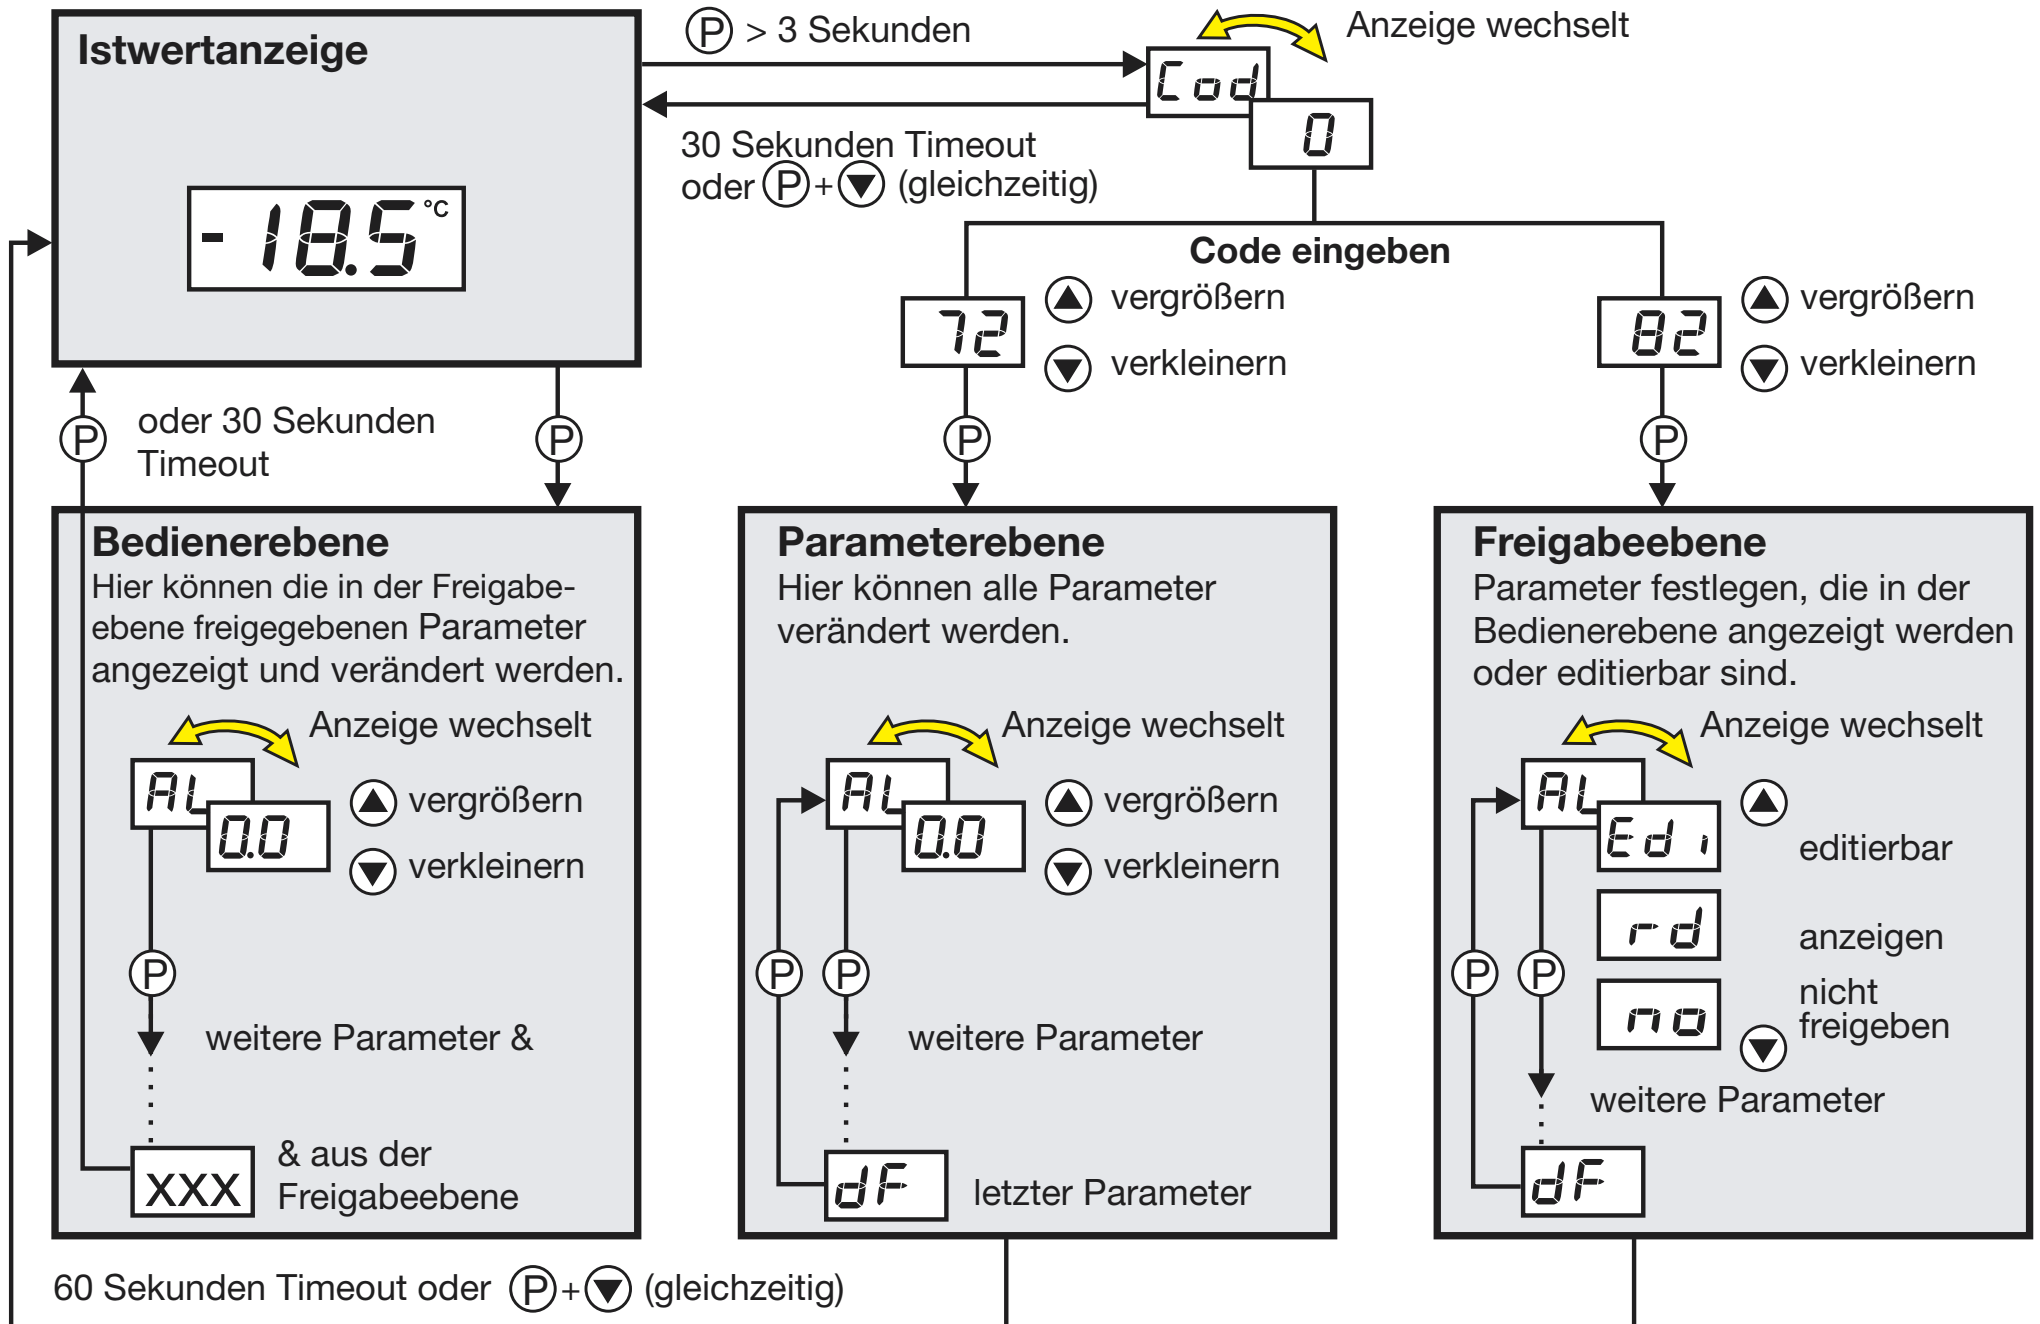 Istwertanzeige
-18.5 °C
P > 3 Sekunden
Anzeige wechselt
Cod
0
30 Sekunden Timeout
oder P + ▼ (gleichzeitig)
Code eingeben
72
▲ vergrößern
▼ verkleinern
82
▲ vergrößern
▼ verkleinern
P
oder 30 Sekunden
Timeout
P
P
P
Bedienerebene
Hier können die in der Freigabe-
ebene freigegebenen Parameter
angezeigt und verändert werden.
Anzeige wechselt
AL
0.0
▲ vergrößern
▼ verkleinern
P
weitere Parameter &
xxx
& aus der
Freigabeebene
Parameterebene
Hier können alle Parameter
verändert werden.
Anzeige wechselt
AL
0.0
▲ vergrößern
▼ verkleinern
P
P
weitere Parameter
dF
letzter Parameter
Freigabeebene
Parameter festlegen, die in der
Bedienerebene angezeigt werden
oder editierbar sind.
Anzeige wechselt
AL
Edi
▲
editierbar
rd
anzeigen
P
P
no
nicht
freigeben
▼
weitere Parameter
dF
60 Sekunden Timeout oder P + ▼ (gleichzeitig)